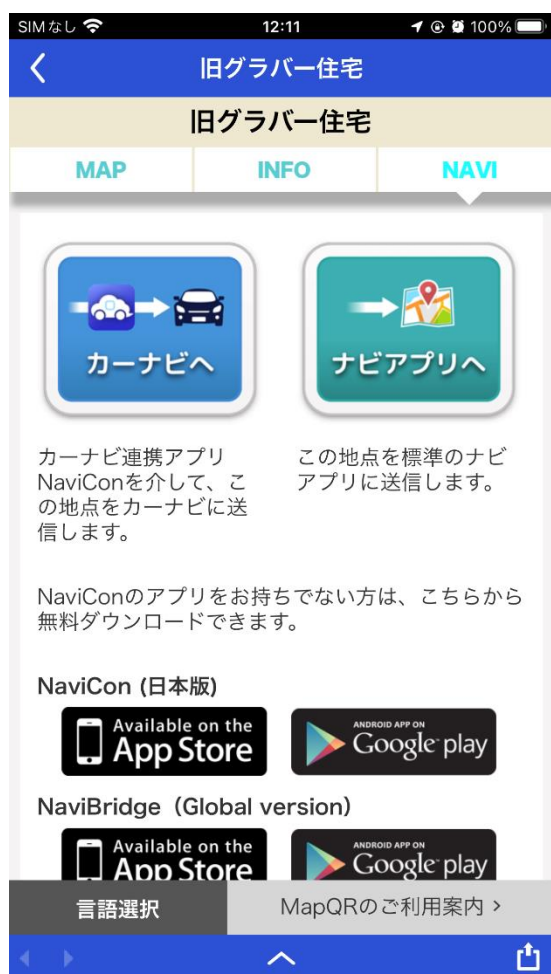 SIMなし 12:11 100%
旧グラバー住宅
旧グラバー住宅
MAP INFO NAVI
カーナビへ
ナビアプリへ
カーナビ連携アプリ
NaviConを介して、こ
の地点をカーナビに送
信します。
この地点を標準のナビ
アプリに送信します。
NaviConのアプリをお持ちでない方は、こちらから
無料ダウンロードできます。
NaviCon (日本版)
Available on the
App Store
ANDROID APP ON
Google play
NaviBridge（Global version）
Available on the
App Store
ANDROID APP ON
Google play
言語選択
MapQRのご利用案内 >